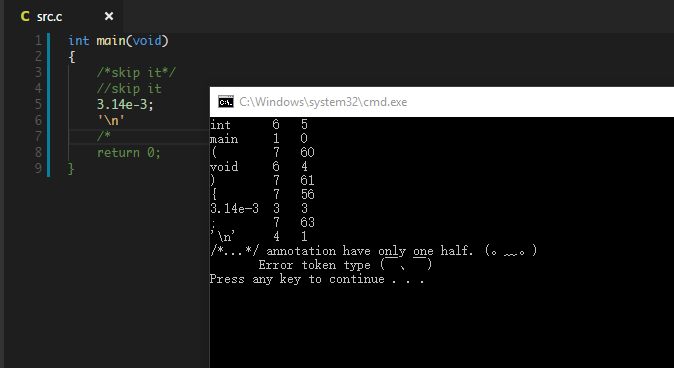 C src.c ×
1 int main(void)
2 {
3 /*skip it*/
4 //skip it
5 3.14e-3;
6 '\n'
7 /*
8 return 0;
9 }
C:\Windows\system32\cmd.exe
int 6 5
main 1 0
( 7 60
void 6 4
) 7 61
{ 7 56
3.14e-3 3 3
; 7 63
'\n' 4 1
/*...*/ annotation have only one half. (。﹏。)
Error token type (￣、￣)
Press any key to continue . . .